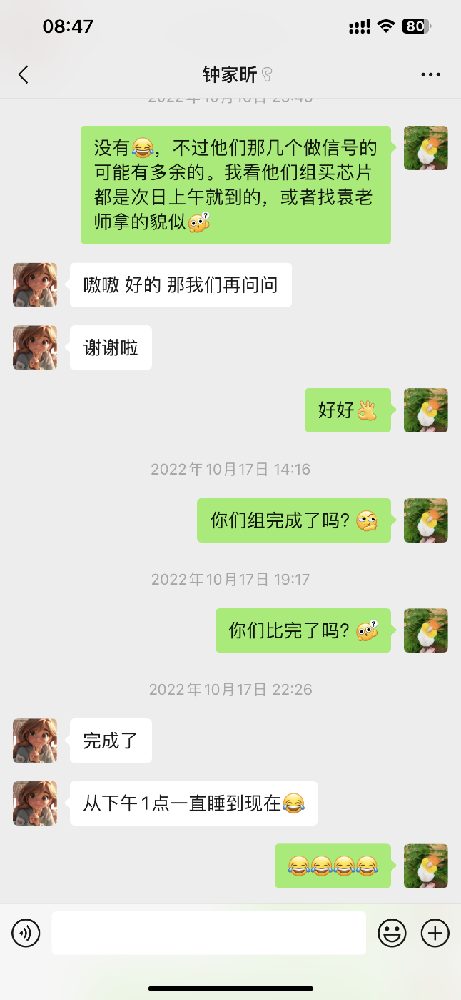 08:47
80
钟家昕
2022年10月16日 23:43
没有😂，不过他们那几个做信号的
可能有多余的。我看他们组买芯片
都是次日上午就到的，或者找袁老
师拿的貌似
嗷嗷 好的 那我们再问问
谢谢啦
好好👌
2022年10月17日 14:16
你们组完成了吗?
2022年10月17日 19:17
你们比完了吗?
2022年10月17日 22:26
完成了
从下午1点一直睡到现在😂
😂😂😂😂